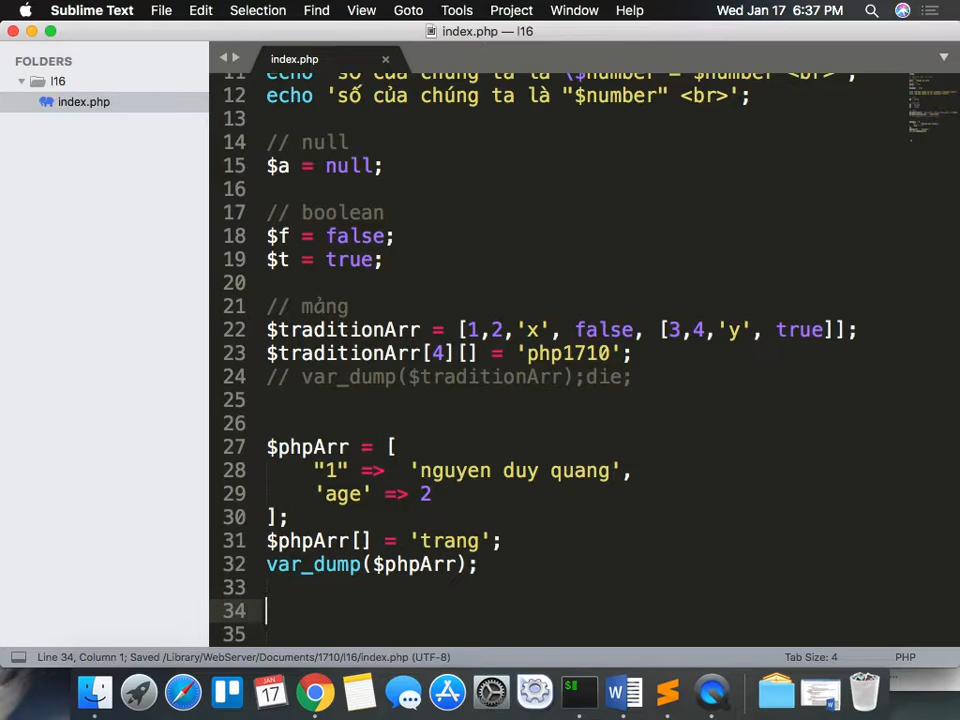 Sublime Text File Edit Selection Find View Goto Tools Project Window Help Wed Jan 17 6:37 PM
index.php — l16
FOLDERS
l16
index.php
index.php
12 echo 'số của chúng ta là "$number" <br>';
13
14 // null
15 $a = null;
16
17 // boolean
18 $f = false;
19 $t = true;
20
21 // mảng
22 $traditionArr = [1,2,'x', false, [3,4,'y', true]];
23 $traditionArr[4][] = 'php1710';
24 // var_dump($traditionArr);die;
25
26
27 $phpArr = [
28 "1" => 'nguyen duy quang',
29 'age' => 2
30 ];
31 $phpArr[] = 'trang';
32 var_dump($phpArr);
33
34
35
Line 34, Column 1; Saved /Library/WebServer/Documents/1710/l16/index.php (UTF-8) Tab Size: 4 PHP
JAN
17